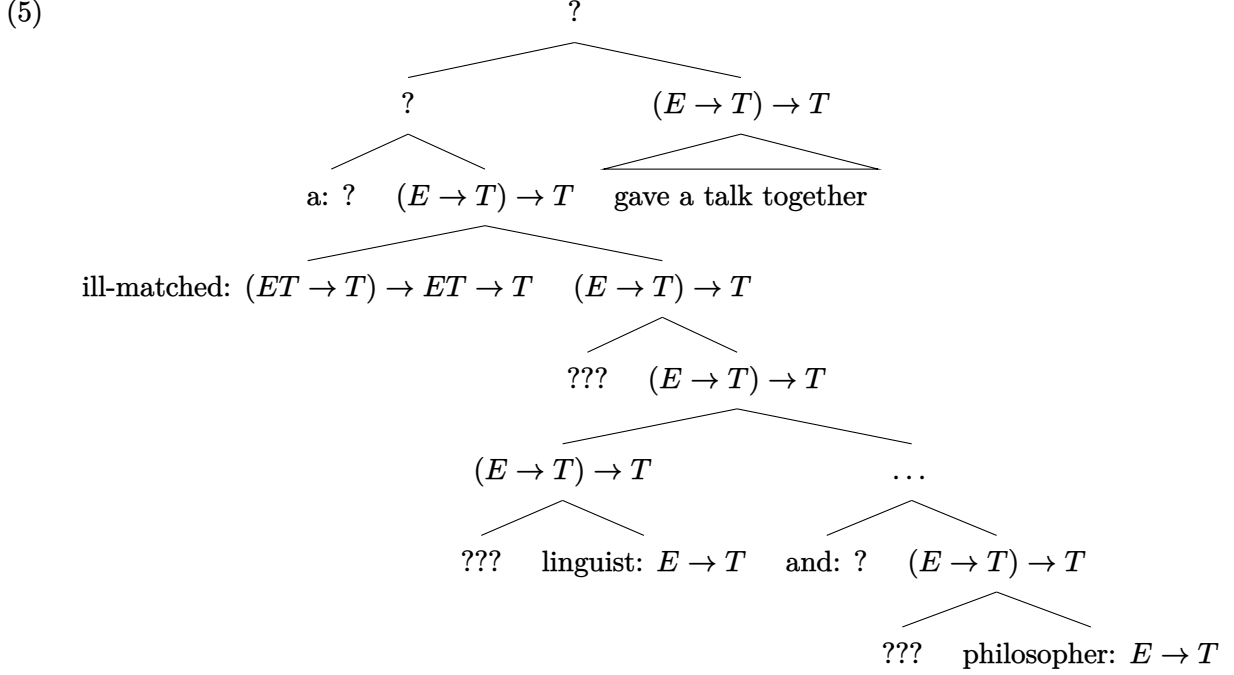 (5) ?
? (E → T) → T
a: ? (E → T) → T gave a talk together
ill-matched: (ET → T) → ET → T (E → T) → T
??? (E → T) → T
(E → T) → T ...
??? linguist: E → T and: ? (E → T) → T
??? philosopher: E → T